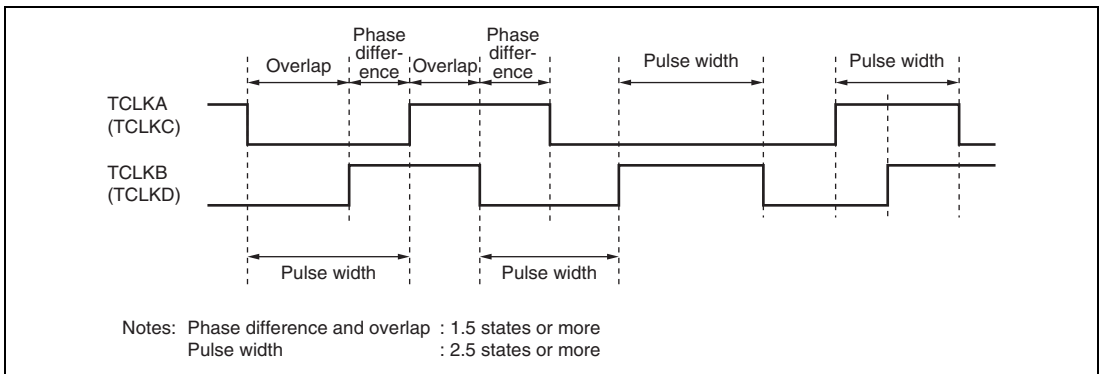 Phase
differ-
ence
Phase
differ-
ence
Overlap
Overlap
Pulse width
Pulse width
TCLKA
(TCLKC)
TCLKB
(TCLKD)
Pulse width
Pulse width
Notes: Phase difference and overlap : 1.5 states or more
Pulse width : 2.5 states or more